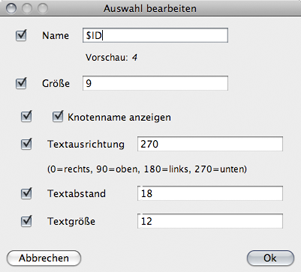 Auswahl bearbeiten
Name $ID
Vorschau: 4
Größe 9
Knotenname anzeigen
Textausrichtung 270
(0=rechts, 90=oben, 180=links, 270=unten)
Textabstand 18
Textgröße 12
Abbrechen Ok